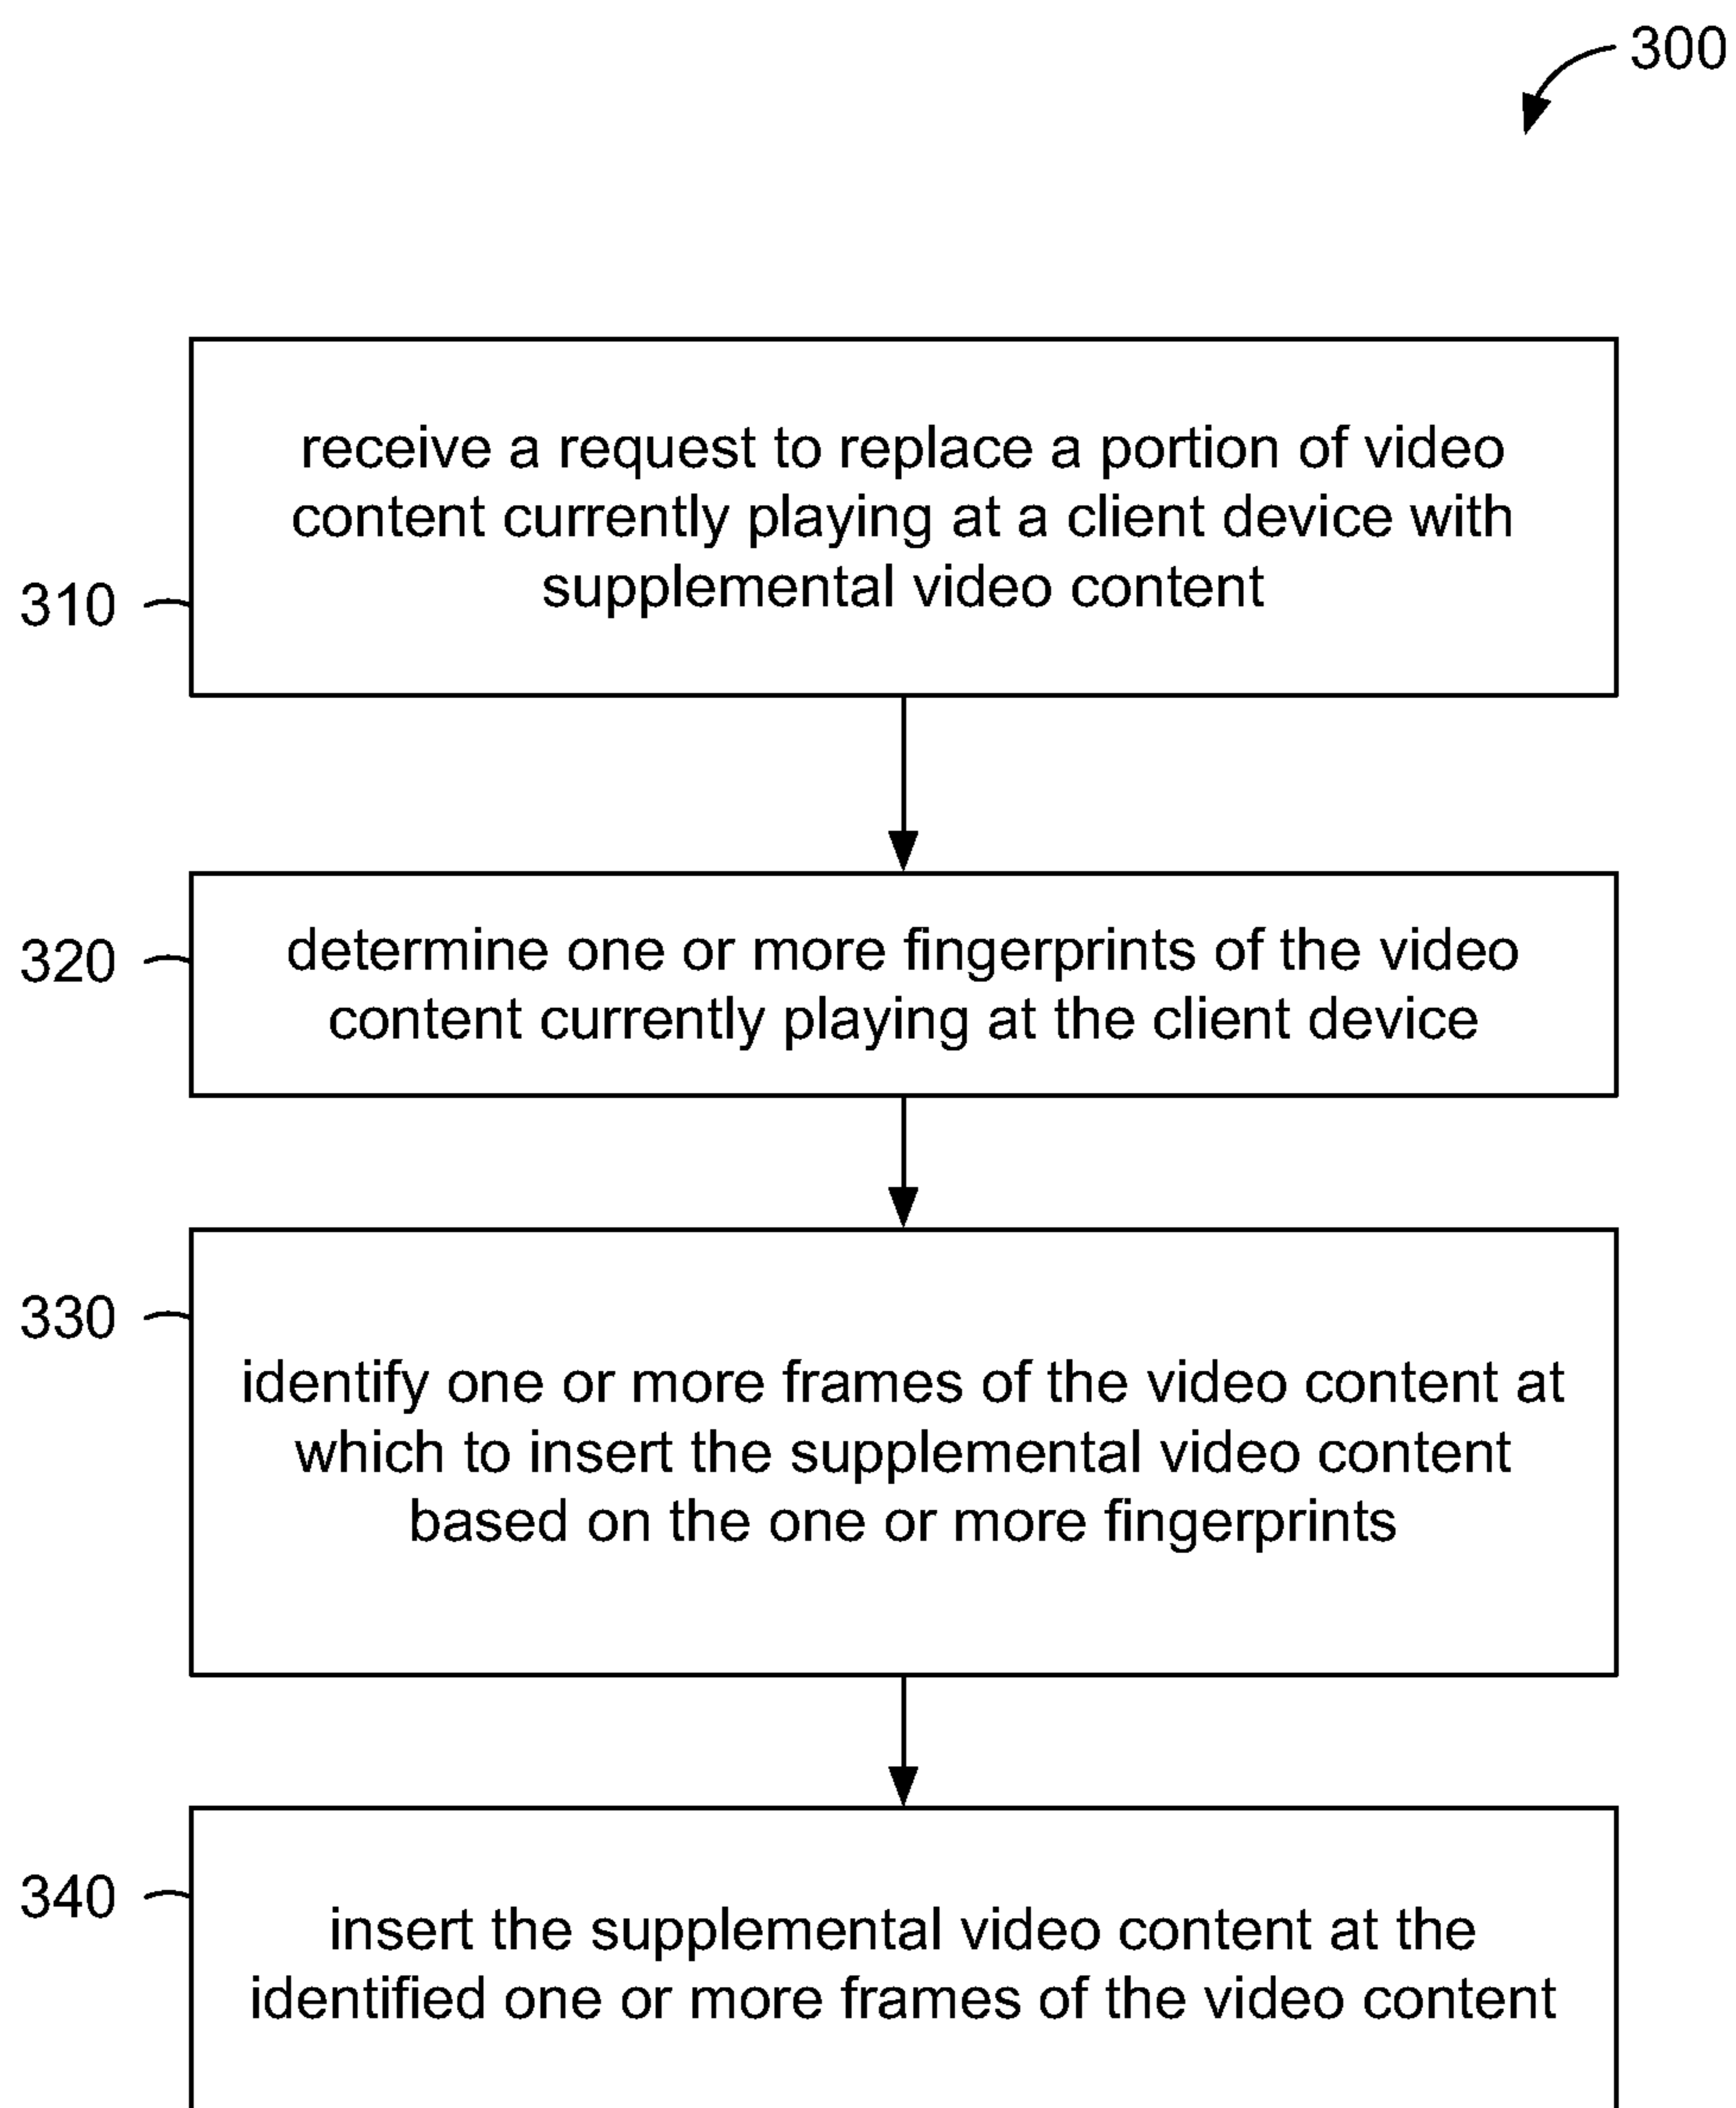 300
receive a request to replace a portion of video
content currently playing at a client device with
supplemental video content
310
determine one or more fingerprints of the video
content currently playing at the client device
320
330
identify one or more frames of the video content at
which to insert the supplemental video content
based on the one or more fingerprints
340
insert the supplemental video content at the
identified one or more frames of the video content